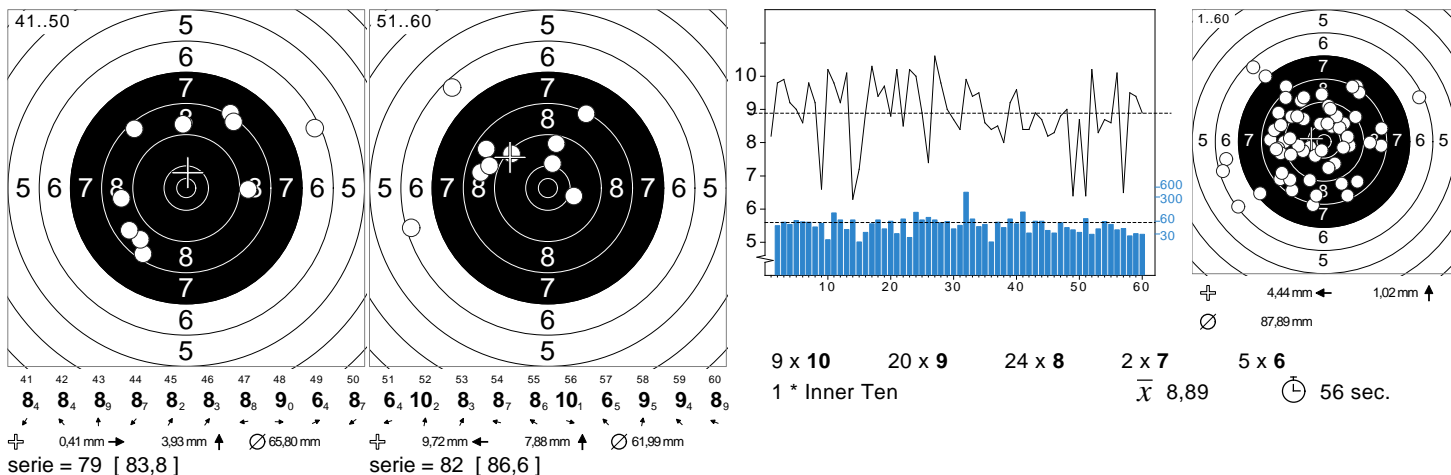 41..50
5
6
7
8
5 6 7 8 8 7 6 5
8
7
6
5
41 42 43 44 45 46 47 48 49 50
8₄ 8₄ 8₉ 8₇ 8₂ 8₃ 8₈ 9₀ 6₄ 8₇
0,41 mm 3,93 mm 65,80 mm
serie = 79 [ 83,8 ]
51..60
5
6
7
8
5 6 7 8 8 7 6 5
8
7
6
5
51 52 53 54 55 56 57 58 59 60
6₄ 10₂ 8₃ 8₇ 8₆ 10₁ 6₅ 9₅ 9₄ 8₉
9,72 mm 7,88 mm 61,99 mm
serie = 82 [ 86,6 ]
10
9
8
7
6
5
600
300
60
30
10 20 30 40 50 60
9 x 10 20 x 9 24 x 8 2 x 7 5 x 6
1 * Inner Ten x̅ 8,89 56 sec.
1..60
5
6
7
5 6 7 8 7 6 5
8
7
6
5
4,44 mm 1,02 mm
87,89 mm